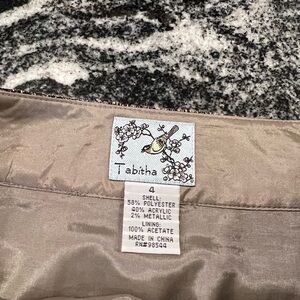 Tabitha
4
SHELL:
58% POLYESTER
40% ACRYLIC
2% METALLIC
LINING:
100% ACETATE
MADE IN CHINA
RN#98544